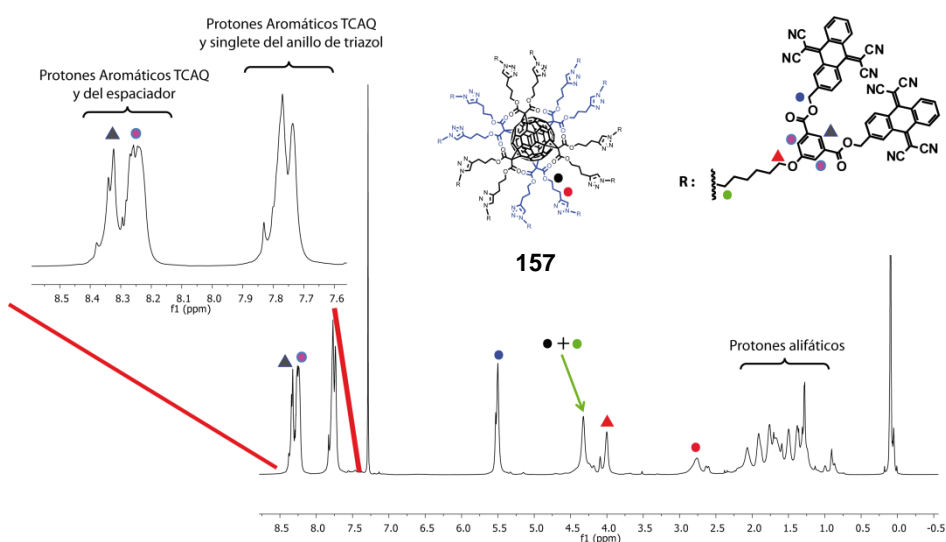 Protones Aromáticos TCAQ
y singlete del anillo de triazol
Protones Aromáticos TCAQ
y del espaciador
8.5 8.4 8.3 8.2 8.1 8.0 7.9 7.8 7.7 7.6
f1 (ppm)
157
R :
NC CN
NC CN
NC CN
NC CN
O
O
O
O
O
+
Protones alifáticos
8.5 8.0 7.5 7.0 6.5 6.0 5.5 5.0 4.5 4.0 3.5 3.0 2.5 2.0 1.5 1.0 0.5 0.0 -0.5
f1 (ppm)